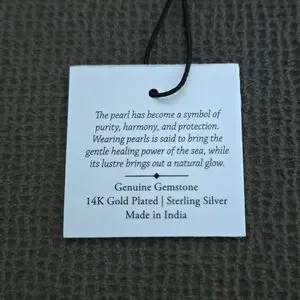 The pearl has become a symbol of
purity, harmony, and protection.
Wearing pearls is said to bring the
gentle healing power of the sea, while
its lustre brings out a natural glow.
Genuine Gemstone
14K Gold Plated | Sterling Silver
Made in India